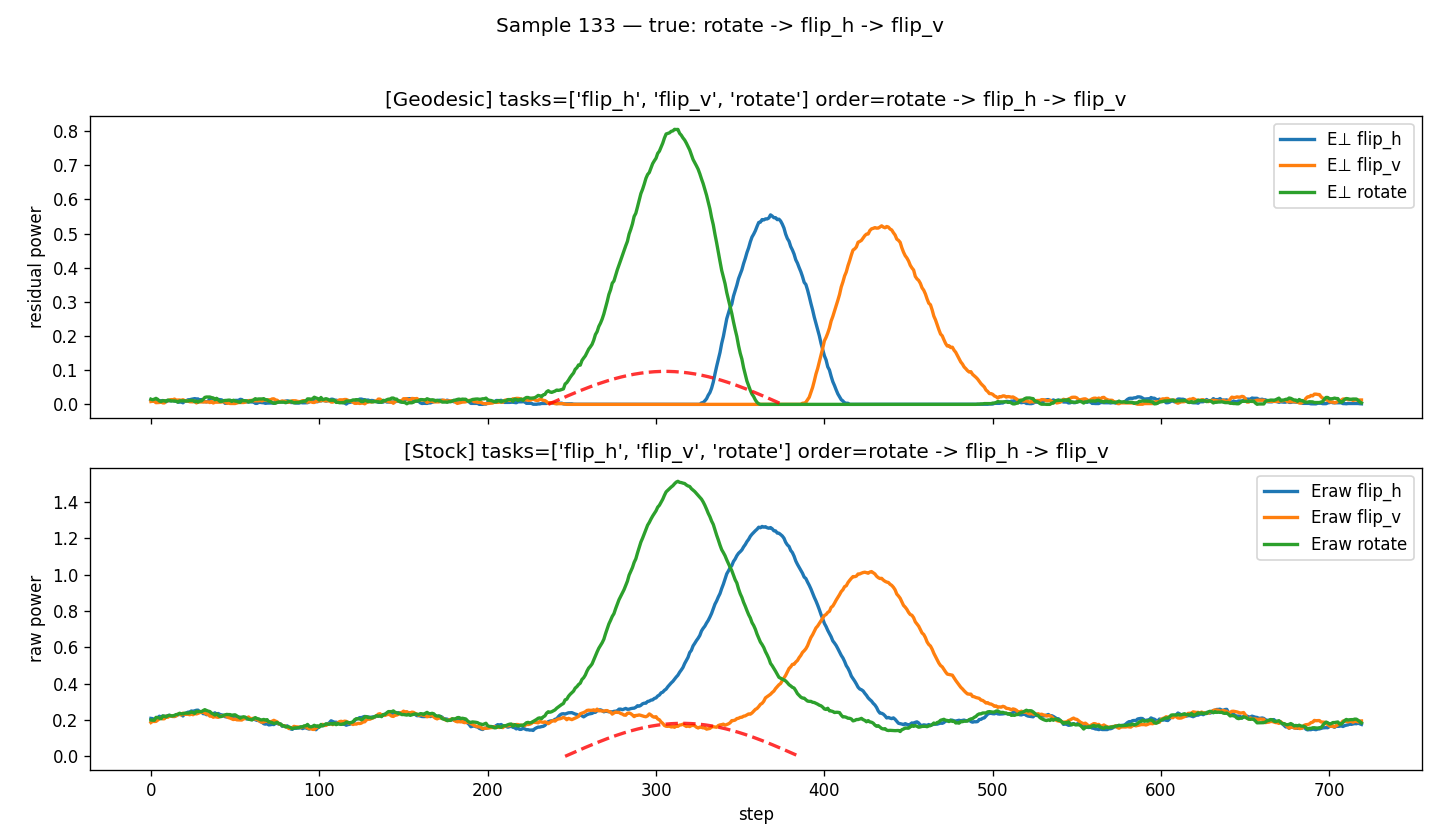 Sample 133 — true: rotate -> flip_h -> flip_v
[Geodesic] tasks=['flip_h', 'flip_v', 'rotate'] order=rotate -> flip_h -> flip_v
residual power
0.8
0.7
0.6
0.5
0.4
0.3
0.2
0.1
0.0
E⊥ flip_h
E⊥ flip_v
E⊥ rotate
[Stock] tasks=['flip_h', 'flip_v', 'rotate'] order=rotate -> flip_h -> flip_v
raw power
1.4
1.2
1.0
0.8
0.6
0.4
0.2
0.0
Eraw flip_h
Eraw flip_v
Eraw rotate
0 100 200 300 400 500 600 700
step